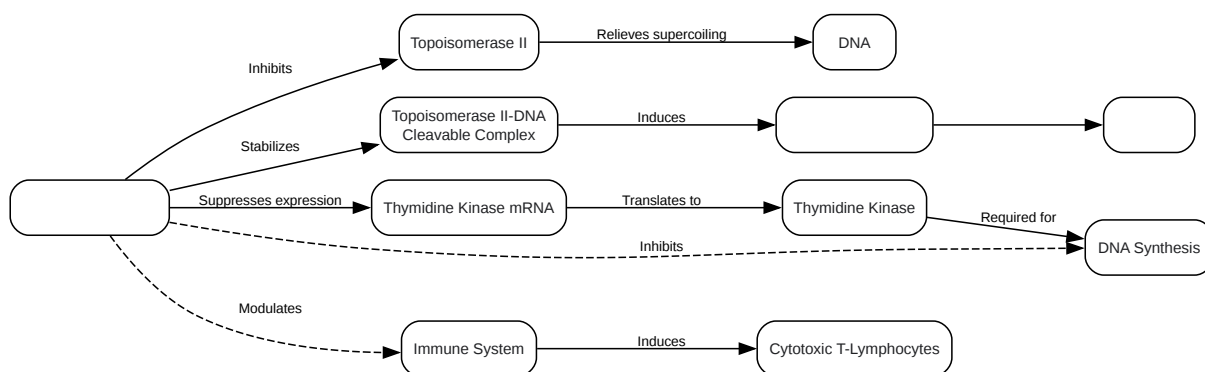 Topoisomerase II
Relieves supercoiling
DNA
Inhibits
Topoisomerase II-DNA
Cleavable Complex
Induces
Stabilizes
Suppresses expression
Thymidine Kinase mRNA
Translates to
Thymidine Kinase
Required for
DNA Synthesis
Inhibits
Modulates
Immune System
Induces
Cytotoxic T-Lymphocytes